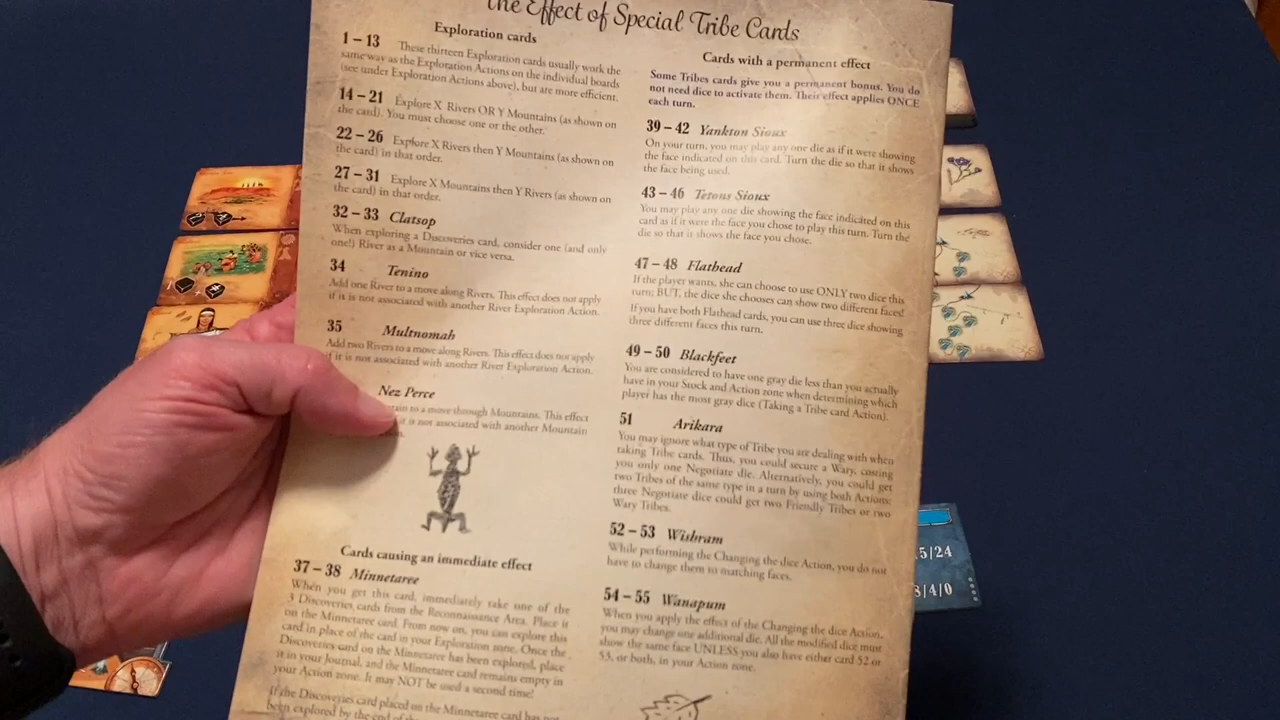 The Effect of Special Tribe Cards
Exploration cards
1 – 13 These thirteen Exploration cards usually work the
same way as the Exploration Actions on the individual boards
(see under Exploration Actions above), but are more efficient.
14 – 21 Explore X Rivers OR Y Mountains (as shown on
the card). You must choose one or the other.
22 – 26 Explore X Rivers then Y Mountains (as shown on
the card) in that order.
27 – 31 Explore X Mountains then Y Rivers (as shown on
the card) in that order.
32 – 33 Clatsop
When exploring a Discoveries card, consider one (and only
one!) River as a Mountain or vice versa.
34 Tenino
Add one River to a move along Rivers. This effect does not apply
if it is not associated with another River Exploration Action.
35 Multnomah
Add two Rivers to a move along Rivers. This effect does not apply
if it is not associated with another River Exploration Action.
Nez Perce
to a move through Mountains. This effect
it is not associated with another Mountain
Cards causing an immediate effect
37 – 38 Minnetaree
When you get this card, immediately take one of the
3 Discoveries cards from the Reconnaissance Area. Place it
on the Minnetaree card. From now on, you can explore this
card in place of the card in your Exploration zone. Once the
Discoveries card on the Minnetaree has been explored, place
it in your Journal, and the Minnetaree card remains empty in
your Action zone. It may NOT be used a second time!
If the Discoveries card placed on the Minnetaree card has not
been explored by the end of the
Cards with a permanent effect
Some Tribes cards give you a permanent bonus. You do
not need dice to activate them. Their effect applies ONCE
each turn.
39 – 42 Yankton Sioux
On your turn, you may play any one die as if it were showing
the face indicated on this card. Turn the die so that it shows
the face being used.
43 – 46 Tetons Sioux
You may play any one die showing the face indicated on this
card as if it were the face you chose to play this turn. Turn the
die so that it shows the face you chose.
47 – 48 Flathead
If the player wants, she can choose to use ONLY two dice this
turn; BUT, the dice she chooses can show two different faces!
If you have both Flathead cards, you can use three dice showing
three different faces this turn.
49 – 50 Blackfeet
You are considered to have one gray die less than you actually
have in your Stock and Action zone when determining which
player has the most gray dice (Taking a Tribe card Action).
51 Arikara
You may ignore what type of Tribe you are dealing with when
taking Tribe cards. Thus, you could secure a Wary, costing
you only one Negotiate die. Alternatively, you could get
two Tribes of the same type in a turn by using both Actions:
three Negotiate dice could get two Friendly Tribes or two
Wary Tribes.
52 – 53 Wishram
While performing the Changing the dice Action, you do not
have to change them to matching faces.
54 – 55 Wanapum
When you apply the effect of the Changing the dice Action,
you may change one additional die. All the modified dice must
show the same face UNLESS you also have either card 52 or
53, or both, in your Action zone.
5/24
8/4/0